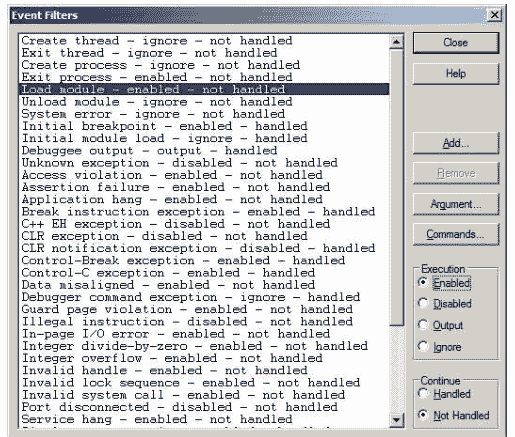 Event Filters
Create thread - ignore - not handled
Exit thread - ignore - not handled
Create process - ignore - not handled
Exit process - enabled - not handled
Load module - enabled - not handled
Unload module - ignore - not handled
System error - ignore - not handled
Initial breakpoint - enabled - handled
Initial module load - ignore - handled
Debuggee output - output - handled
Unknown exception - disabled - not handled
Access violation - enabled - not handled
Assertion failure - enabled - not handled
Application hang - enabled - not handled
Break instruction exception - enabled - handled
C++ EH exception - disabled - not handled
CLR exception - disabled - not handled
CLR notification exception - disabled - handled
Control-Break exception - enabled - handled
Control-C exception - enabled - handled
Data misaligned - enabled - not handled
Debugger command exception - ignore - handled
Guard page violation - enabled - not handled
Illegal instruction - disabled - not handled
In-page I/O error - enabled - not handled
Integer divide-by-zero - enabled - not handled
Integer overflow - enabled - not handled
Invalid handle - enabled - not handled
Invalid lock sequence - enabled - not handled
Invalid system call - enabled - not handled
Port disconnected - disabled - not handled
Service hang - enabled - not handled
Close
Help
Add...
Remove
Argument...
Commands...
Execution
Enabled
Disabled
Output
Ignore
Continue
Handled
Not Handled